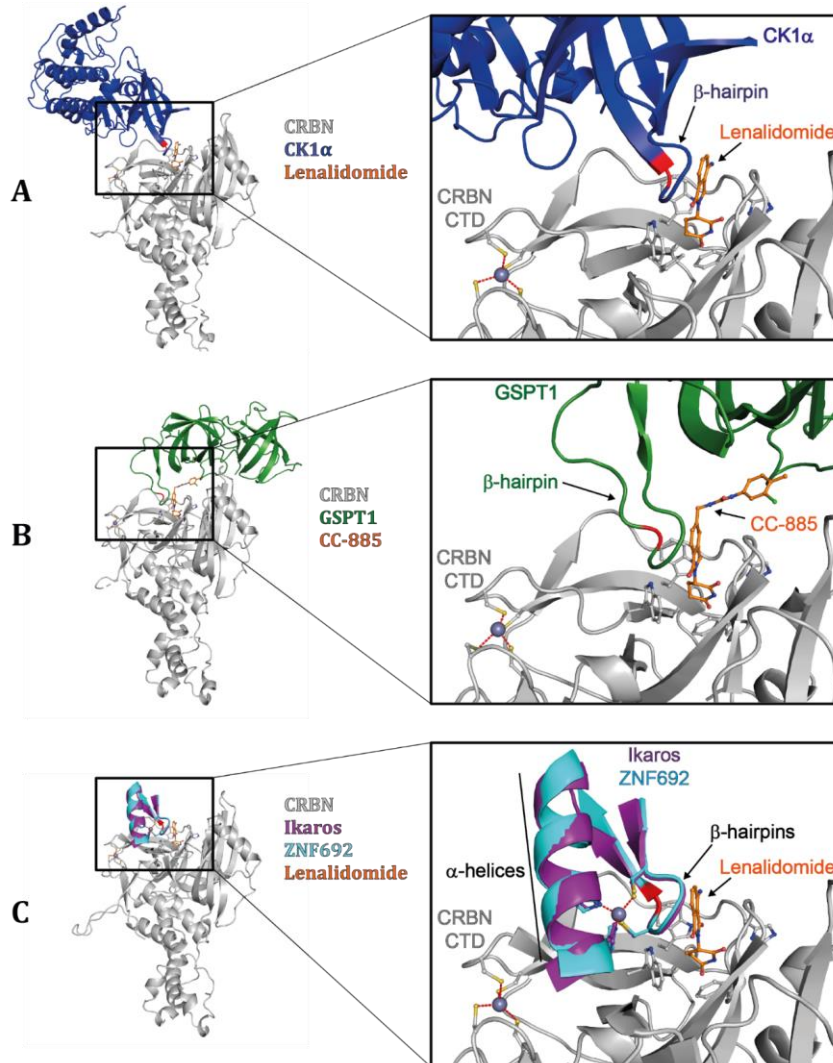 A
CRBN
CK1α
Lenalidomide
CK1α
β-hairpin
Lenalidomide
CRBN
CTD
B
CRBN
GSPT1
CC-885
GSPT1
β-hairpin
CC-885
CRBN
CTD
C
CRBN
Ikaros
ZNF692
Lenalidomide
Ikaros
ZNF692
β-hairpins
Lenalidomide
α-helices
CRBN
CTD